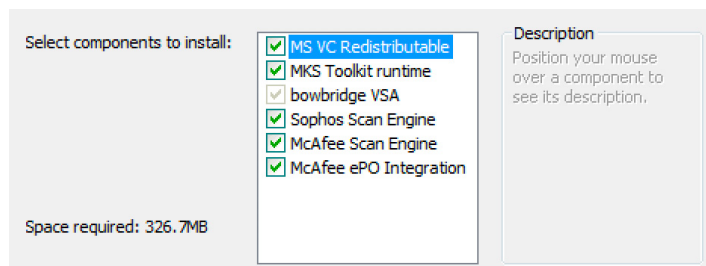 Select components to install:
MS VC Redistributable
MKS Toolkit runtime
bowbridge VSA
Sophos Scan Engine
McAfee Scan Engine
McAfee ePO Integration
Space required: 326.7MB
Description
Position your mouse
over a component to
see its description.